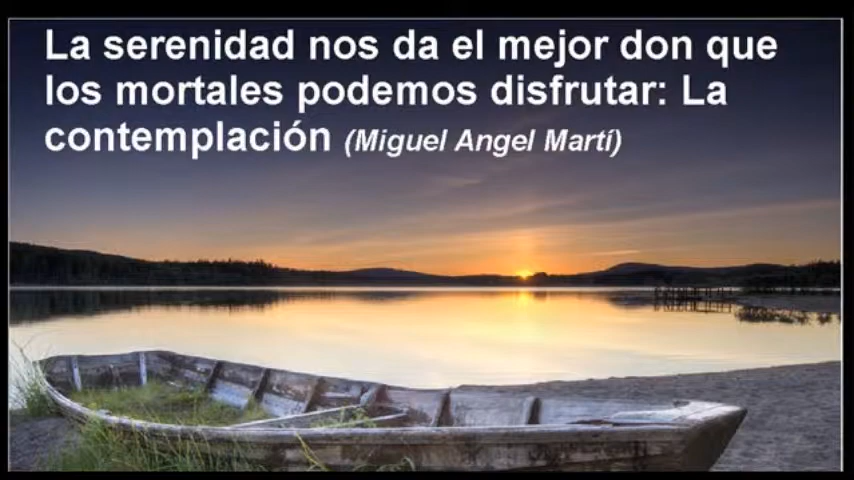 La serenidad nos da el mejor don que
los mortales podemos disfrutar: La
contemplación (Miguel Angel Martí)